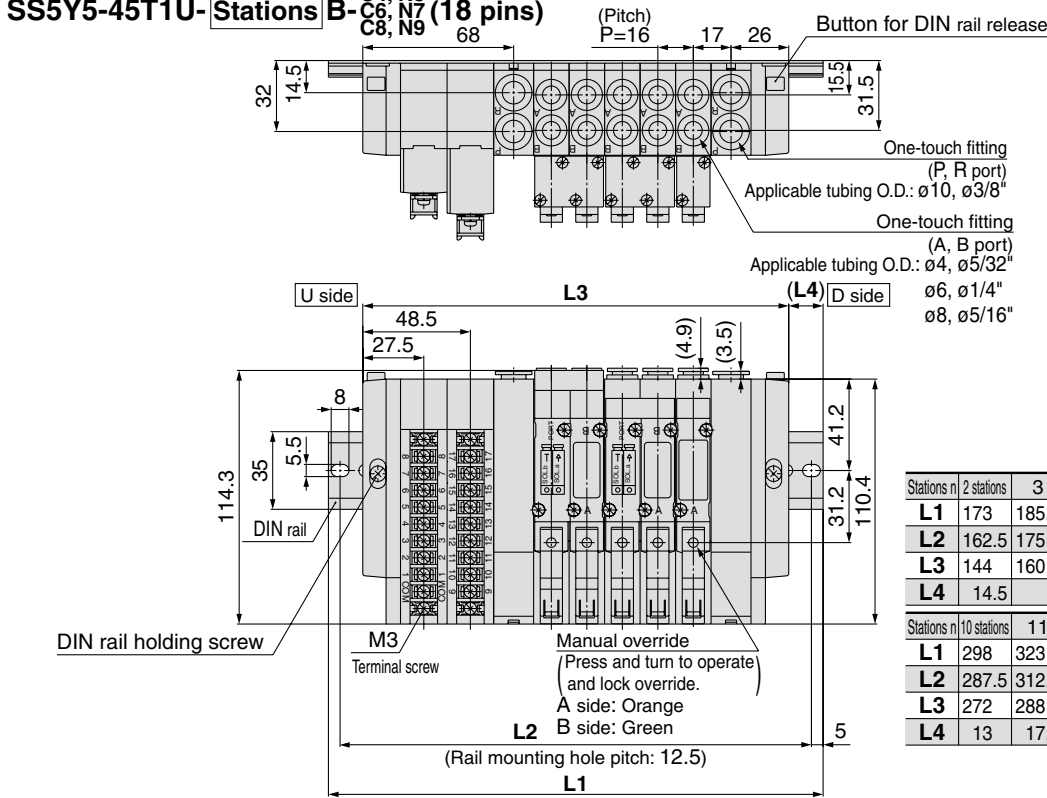 SS5Y5-45T1U- Stations B- C6, N7 (18 pins)
C8, N9
68
(Pitch)
P=16
17
26
Button for DIN rail release
32
14.5
15.5
31.5
R A A A A A R
P B B B B B P
One-touch fitting
(P, R port)
Applicable tubing O.D.: ø10, ø3/8"
One-touch fitting
(A, B port)
Applicable tubing O.D.: ø4, ø5/32"
ø6, ø1/4"
ø8, ø5/16"
U side
L3
(L4)
D side
48.5
27.5
(4.9)
(3.5)
8
5.5
35
114.3
41.2
31.2
110.4
DIN rail
DIN rail holding screw
M3
Terminal screw
Manual override
(Press and turn to operate
and lock override.)
A side: Orange
B side: Green
L2
5
(Rail mounting hole pitch: 12.5)
L1
Stations n 2 stations 3
L1 173 185.
L2 162.5 175
L3 144 160
L4 14.5
Stations n 10 stations 11
L1 298 323
L2 287.5 312.
L3 272 288
L4 13 17.